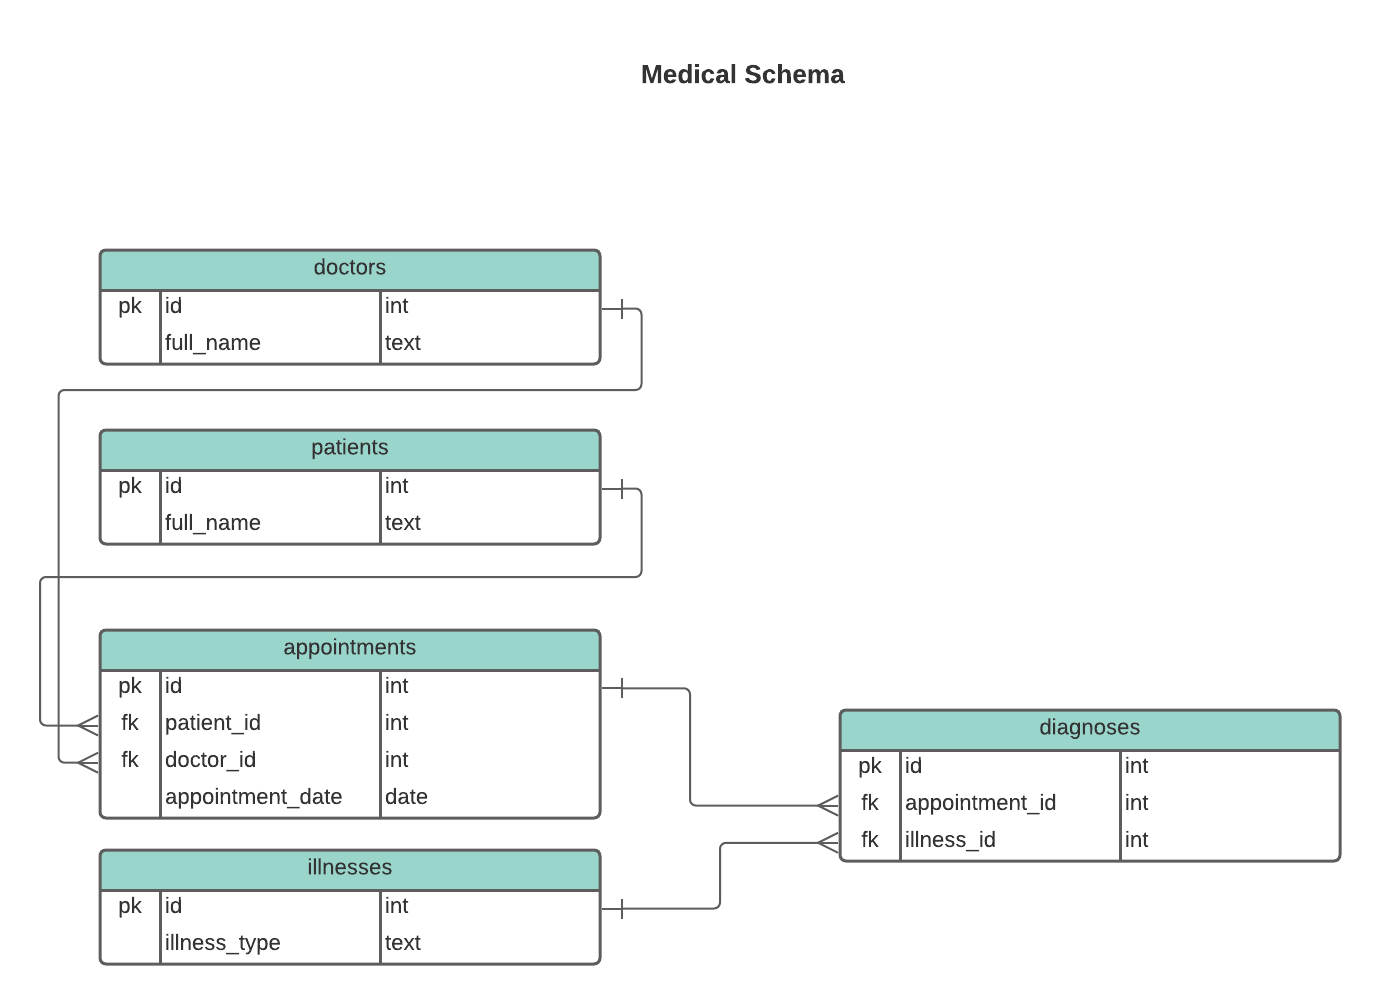 Medical Schema
doctors
pk id int
full_name text
patients
pk id int
full_name text
appointments
pk id int
fk patient_id int
fk doctor_id int
appointment_date date
diagnoses
pk id int
fk appointment_id int
fk illness_id int
illnesses
pk id int
illness_type text